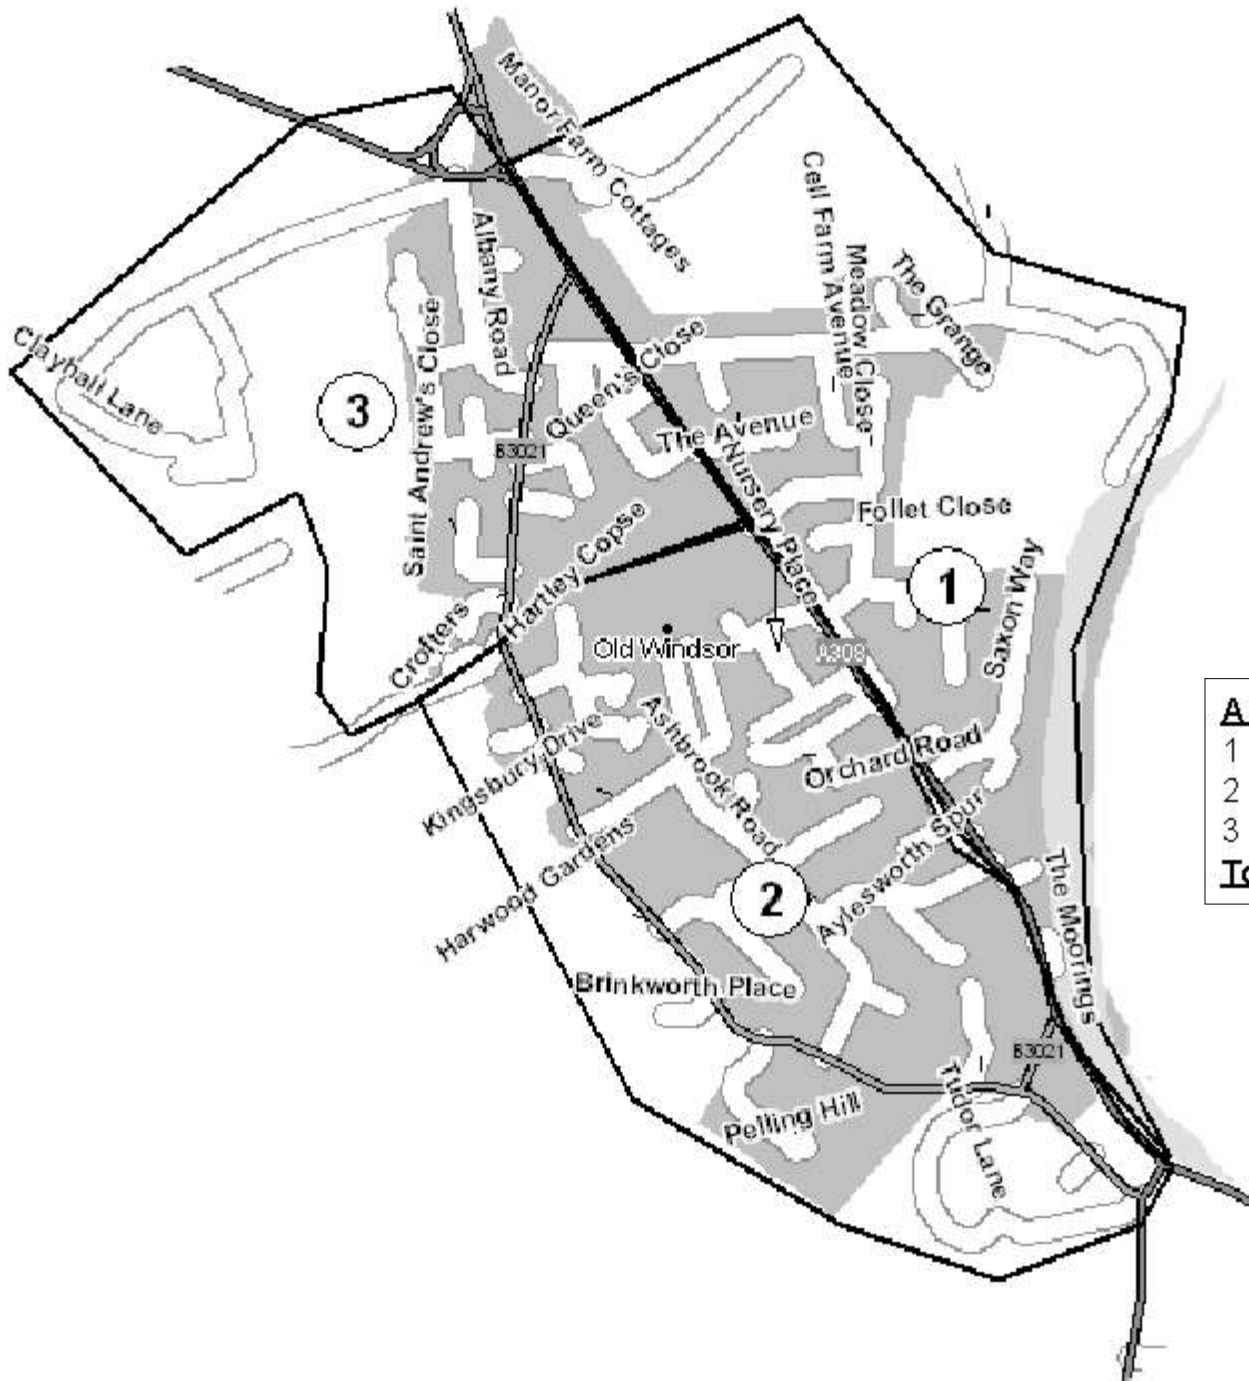 Manor Farm Cottages
Cell Farm Avenue
Meadow Close
The Grange
Albany Road
Clayhall Lane
Saint Andrew's Close
Queen's Close
3
B3021
The Avenue
Nursery Place
Follet Close
Hartley Copse
1
Saxon Way
Crofters
Old Windsor
A308
A
1
2
3
To
Kingsbury Drive
Ashbrook Road
Orchard Road
Harwood Gardens
2
Aylesworth Spur
The Moorings
Brinkworth Place
B3021
Pelling Hill
Tudor Lane